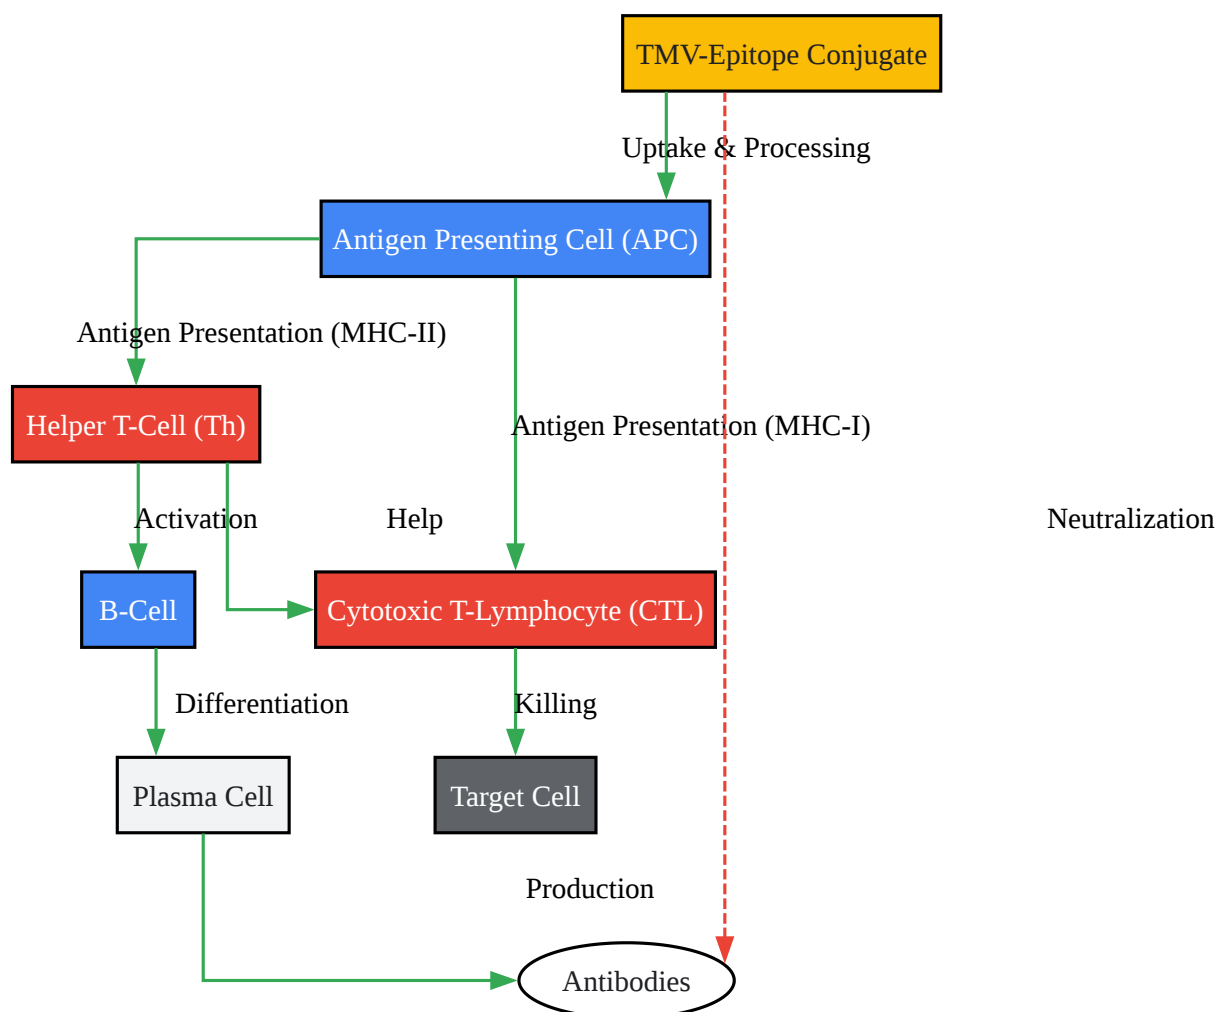 TMV-Epitope Conjugate
Uptake & Processing
Antigen Presenting Cell (APC)
Antigen Presentation (MHC-II)
Helper T-Cell (Th)
Antigen Presentation (MHC-I)
Activation
Help
Neutralization
B-Cell
Cytotoxic T-Lymphocyte (CTL)
Differentiation
Killing
Plasma Cell
Target Cell
Production
Antibodies